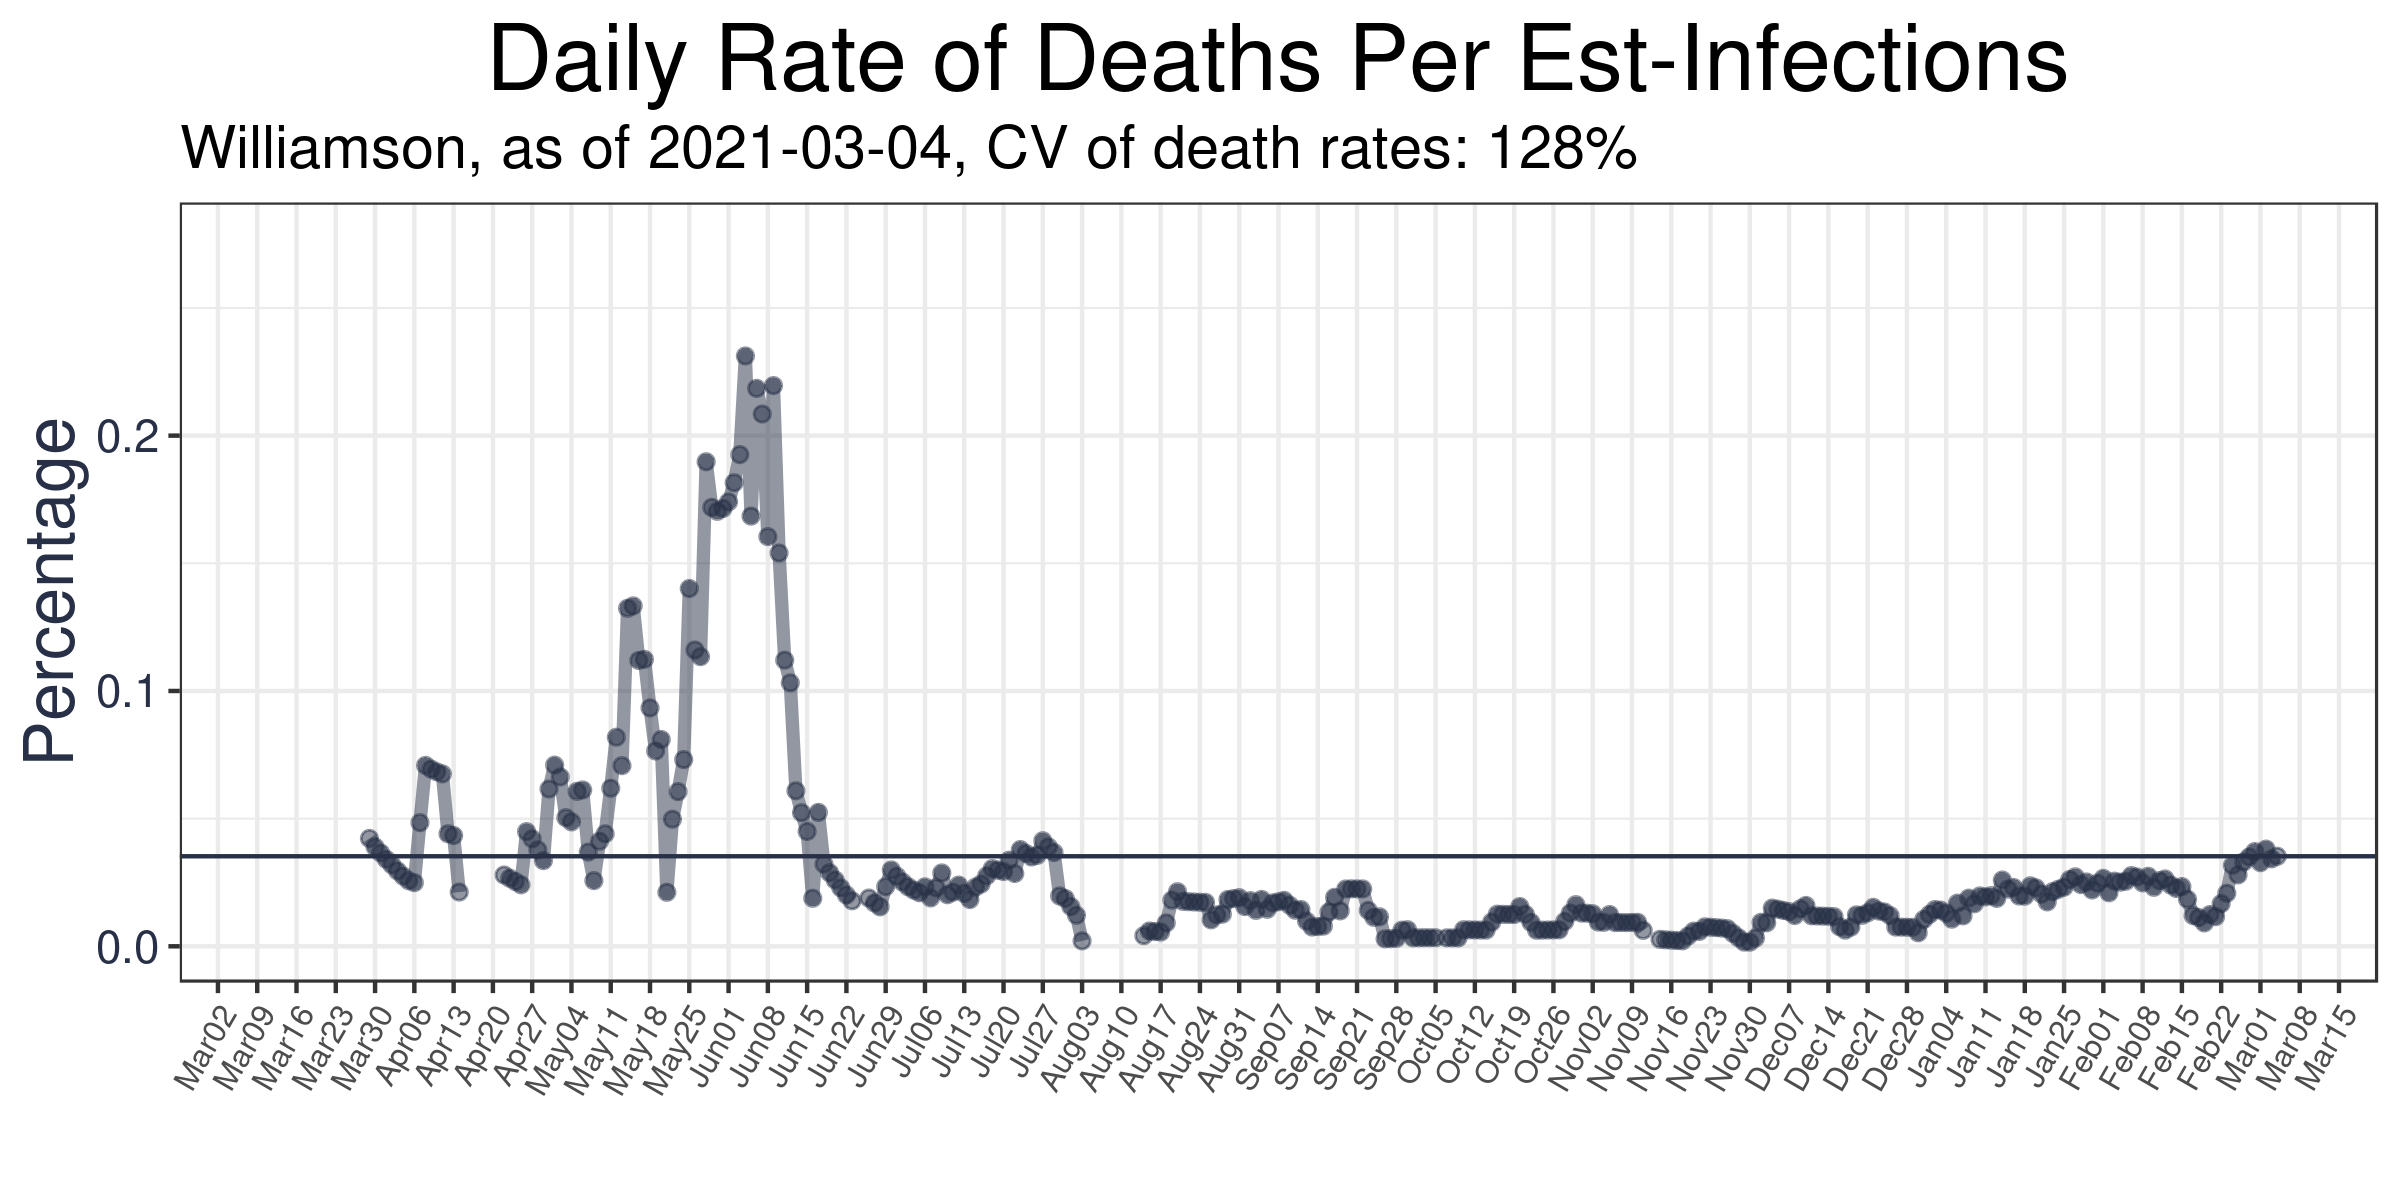 Daily Rate of Deaths Per Est-Infections
Williamson, as of 2021-03-04, CV of death rates: 128%
Percentage
0.2
0.1
0.0
Mar02
Mar09
Mar16
Mar23
Mar30
Apr06
Apr13
Apr20
Apr27
May04
May11
May18
May25
Jun01
Jun08
Jun15
Jun22
Jun29
Jul06
Jul13
Jul20
Jul27
Aug03
Aug10
Aug17
Aug24
Aug31
Sep07
Sep14
Sep21
Sep28
Oct05
Oct12
Oct19
Oct26
Nov02
Nov09
Nov16
Nov23
Nov30
Dec07
Dec14
Dec21
Dec28
Jan04
Jan11
Jan18
Jan25
Feb01
Feb08
Feb15
Feb22
Mar01
Mar08
Mar15